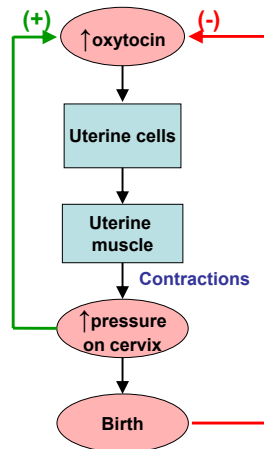 (+)
(-)
↑oxytocin
Uterine cells
Uterine
muscle
Contractions
↑pressure
on cervix
Birth